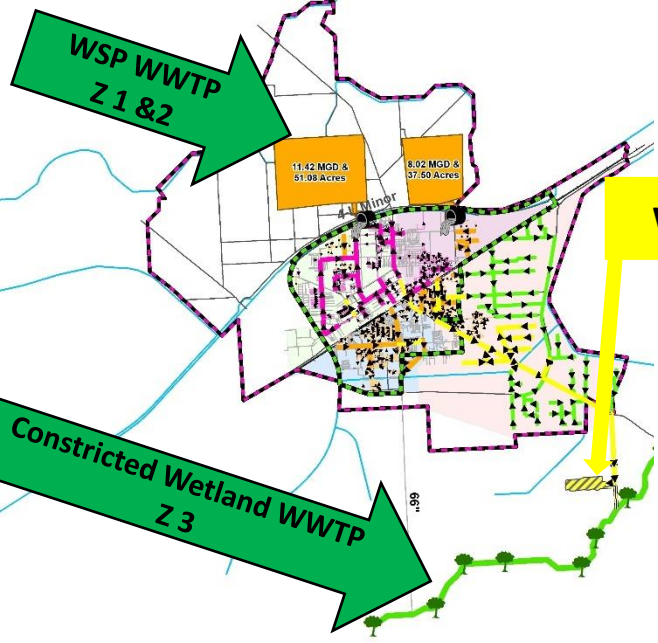 WSP WWTP
Z 1 &2
11.42 MGD &
51.08 Acres
8.02 MGD &
37.50 Acres
4-L Minor
W
Constricted Wetland WWTP
Z 3
66"